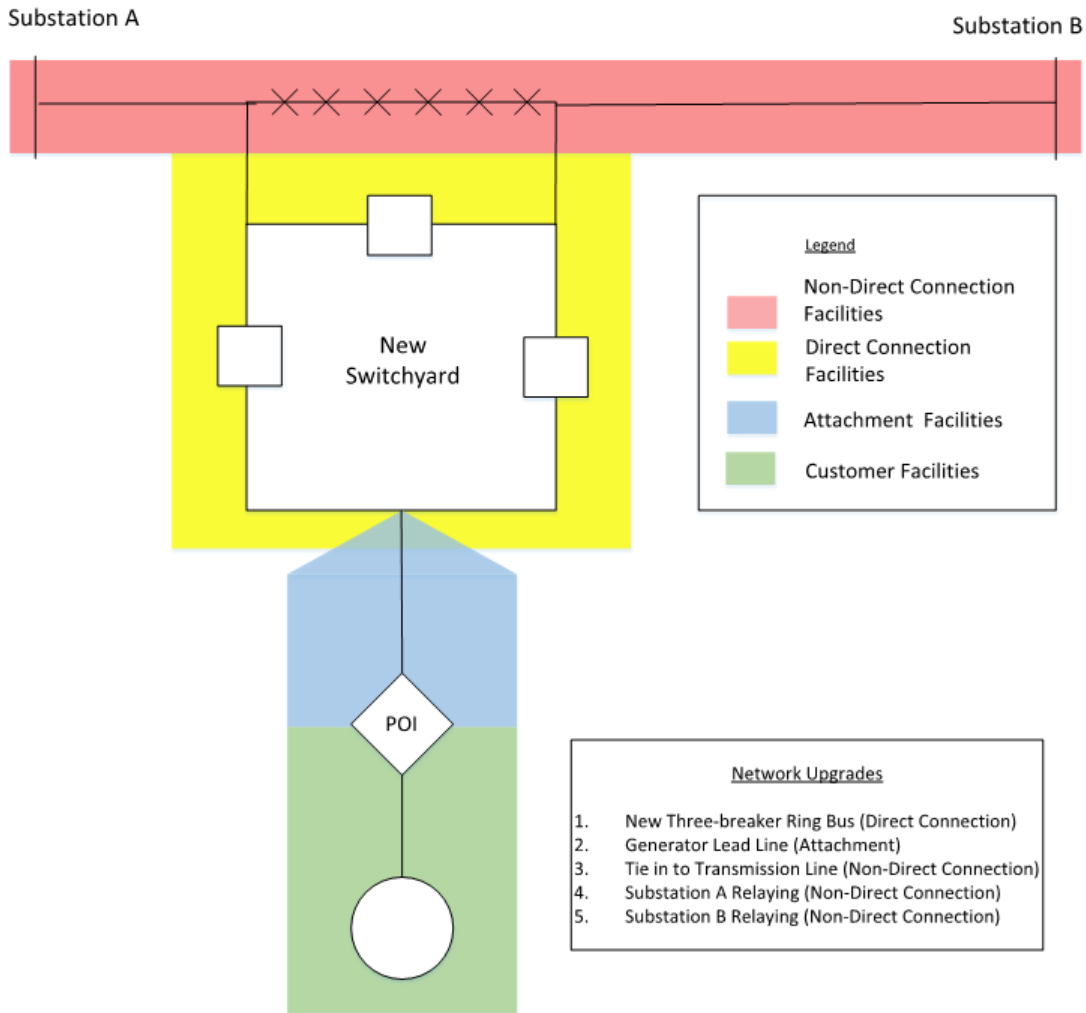 Substation A
Substation B
Legend
Non-Direct Connection
Facilities
Direct Connection
Facilities
Attachment Facilities
Customer Facilities
New
Switchyard
POI
Network Upgrades
1. New Three-breaker Ring Bus (Direct Connection)
2. Generator Lead Line (Attachment)
3. Tie in to Transmission Line (Non-Direct Connection)
4. Substation A Relaying (Non-Direct Connection)
5. Substation B Relaying (Non-Direct Connection)